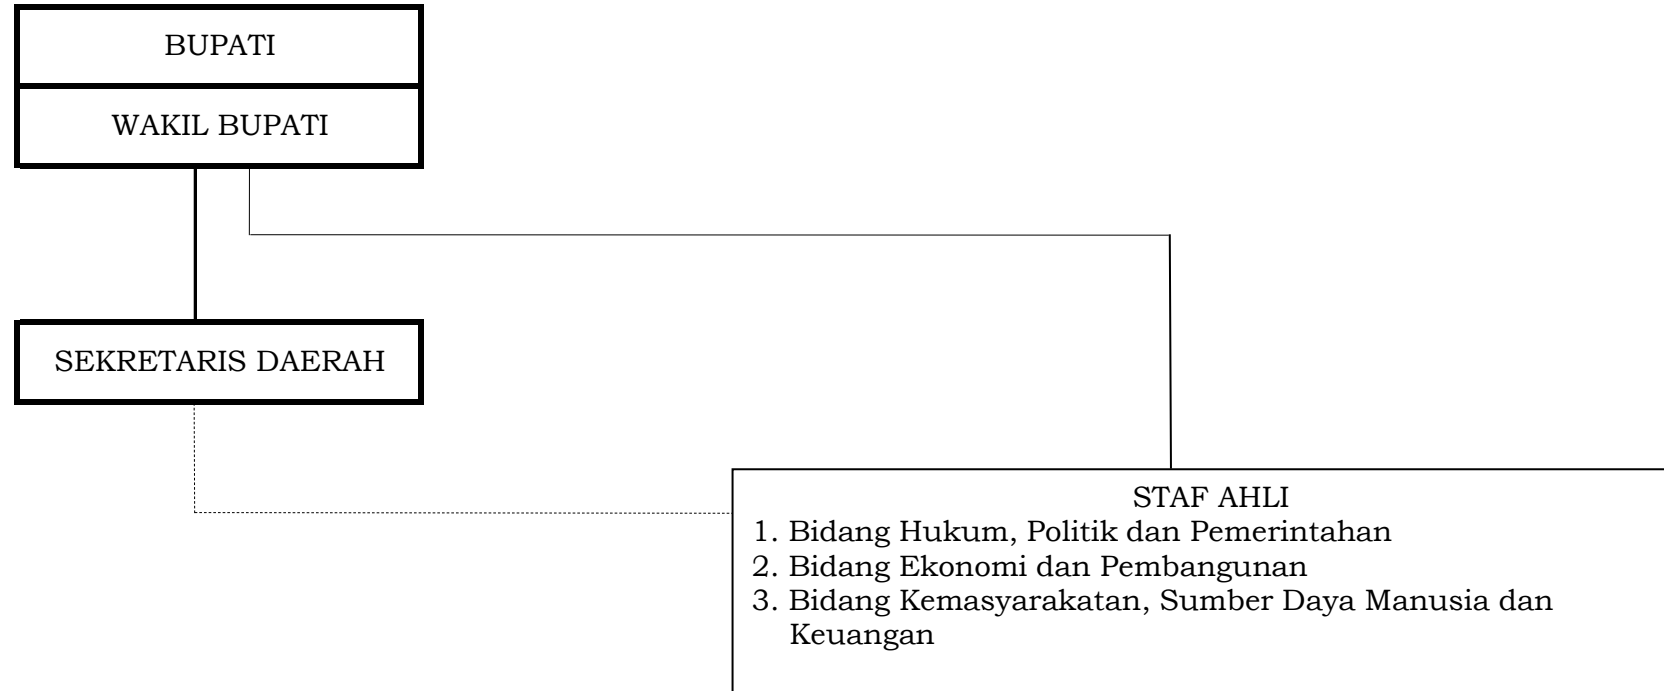 BUPATI
WAKIL BUPATI
SEKRETARIS DAERAH
STAF AHLI
1. Bidang Hukum, Politik dan Pemerintahan
2. Bidang Ekonomi dan Pembangunan
3. Bidang Kemasyarakatan, Sumber Daya Manusia dan
Keuangan